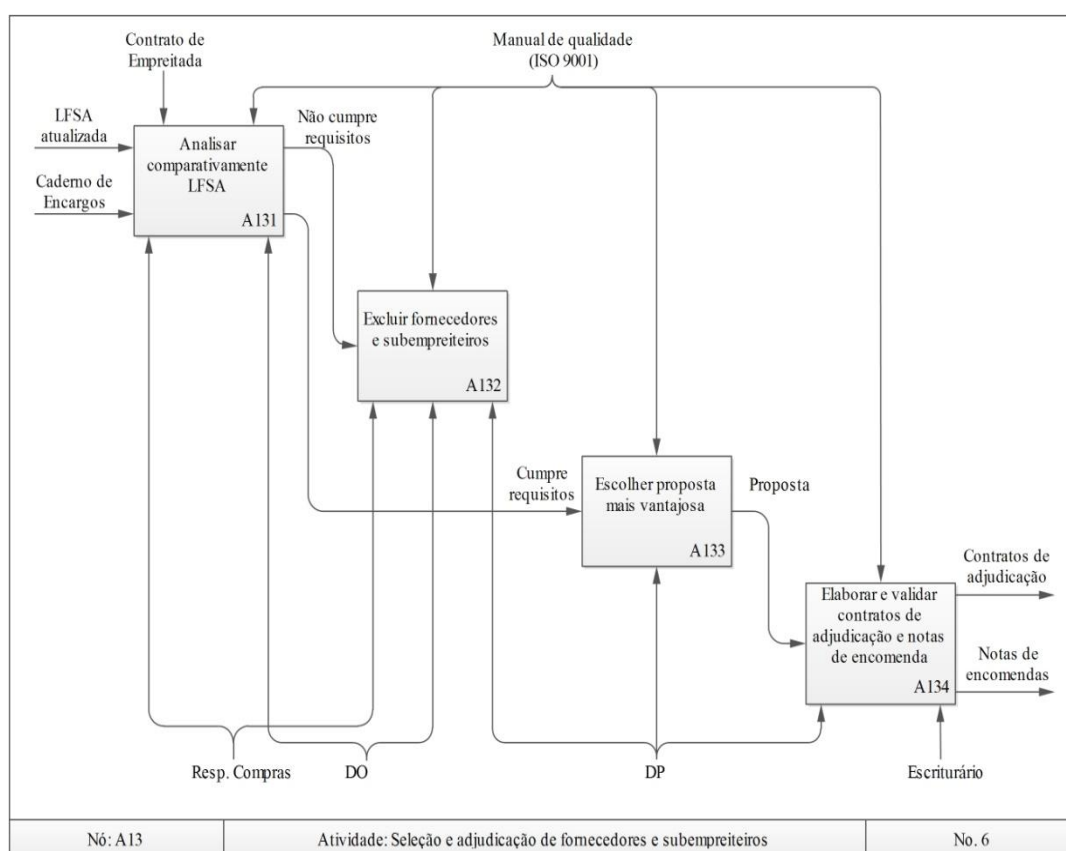 Contrato de
Empreitada
Manual de qualidade
(ISO 9001)
LFSA
atualizada
Caderno de
Encargos
Analisar
comparativamente
LFSA
A131
Não cumpre
requisitos
Excluir fornecedores
e subempreiteiros
A132
Cumpre
requisitos
Escolher proposta
mais vantajosa
A133
Proposta
Elaborar e validar
contratos de
adjudicação e notas
de encomenda
A134
Contratos de
adjudicação
Notas de
encomendas
Resp. Compras
DO
DP
Escriturário
Nó: A13
Atividade: Seleção e adjudicação de fornecedores e subempreiteiros
No. 6